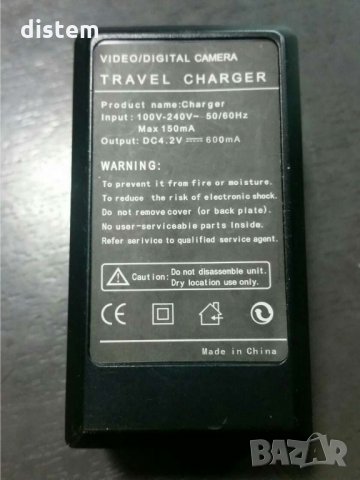 distem
VIDEO/DIGITAL CAMERA
TRAVEL CHARGER
Product name:Charger
Input: 100V-240V~ 50/60Hz
Max 150mA
Output: DC4.2V⎓600mA
WARNING:
To prevent it from fire or moisture.
To reduce the risk of electronic shock.
Do not remove cover (or back plate).
No user-serviceable parts Inside.
Refer serivice to qualified service agent.
Caution: Do not disassemble unit.
Dry location use only.
CE
Made in China
BAZAR